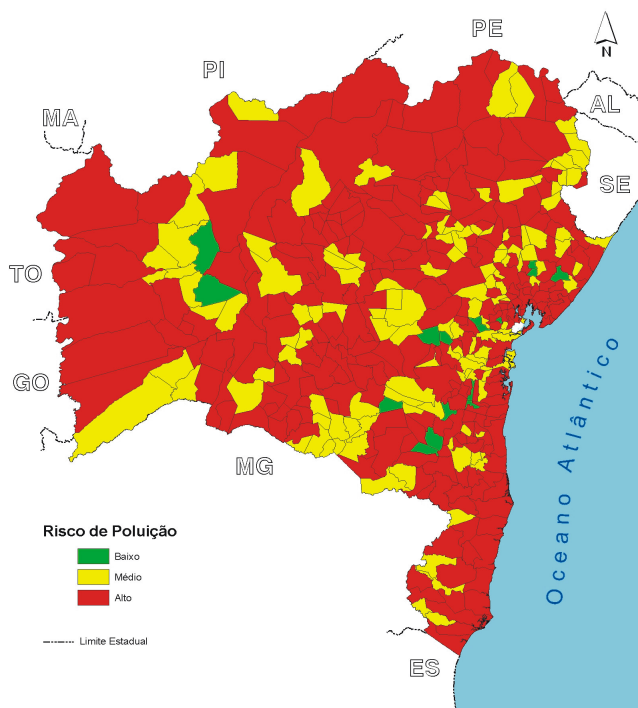 PE
N
PI
AL
MA
SE
TO
GO
MG
Oceano Atlântico
Risco de Poluição
Baixo
Médio
Alto
Limite Estadual
ES